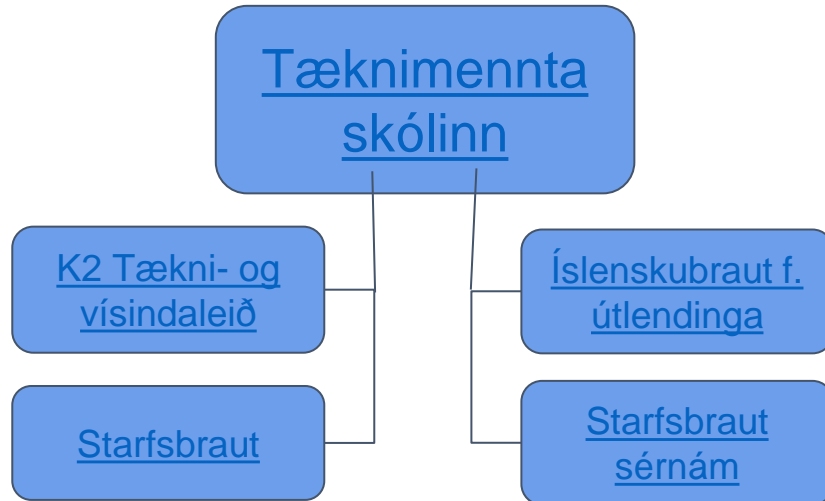 Tæknimennta
skólinn
K2 Tækni- og
vísindaleið
Íslenskubraut f.
útlendinga
Starfsbraut
Starfsbraut
sérnám